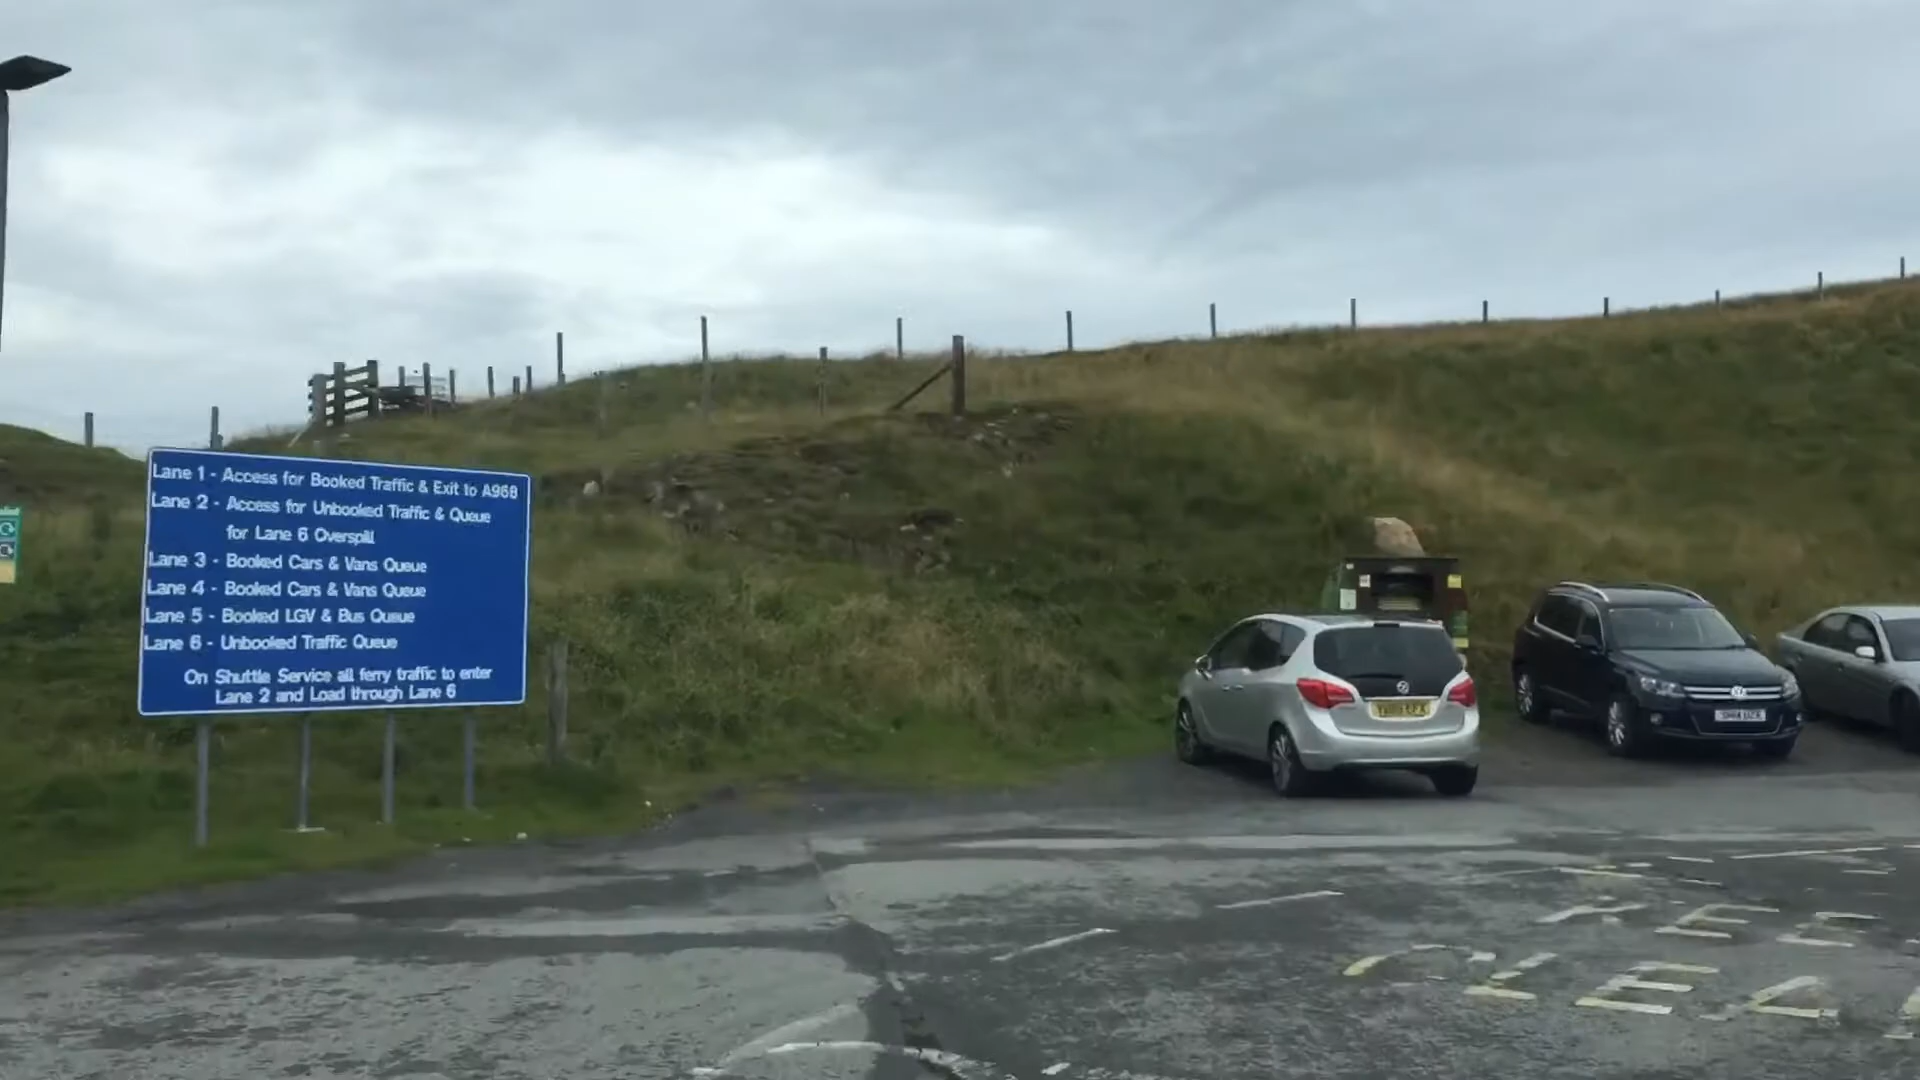 Lane 1 - Access for Booked Traffic & Exit to A968
Lane 2 - Access for Unbooked Traffic & Queue
for Lane 6 Overspill
Lane 3 - Booked Cars & Vans Queue
Lane 4 - Booked Cars & Vans Queue
Lane 5 - Booked LGV & Bus Queue
Lane 6 - Unbooked Traffic Queue
On Shuttle Service all ferry traffic to enter
Lane 2 and Load through Lane 6
KEE
CLEA